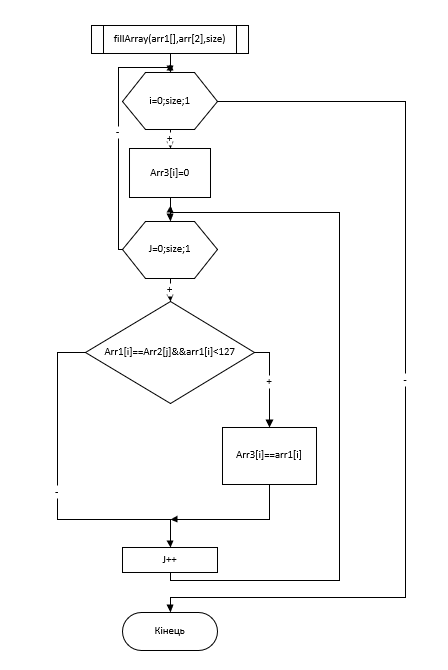 fillArray(arr1[],arr[2],size)
i=0;size;1
-
+
Arr3[i]=0
J=0;size;1
+
Arr1[i]==Arr2[j]&&arr1[i]<127
+
-
Arr3[i]==arr1[i]
-
J++
Кінець